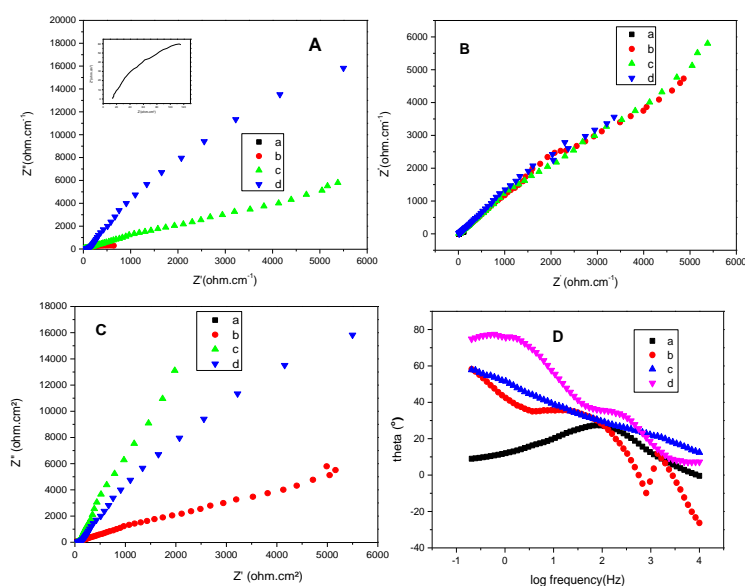 A
20000
18000
16000
14000
12000
10000
8000
6000
4000
2000
0
Z"(ohm.cm⁻¹)
a
b
c
d
0 1000 2000 3000 4000 5000 6000
Z'(ohm.cm⁻¹)
B
6000
5000
4000
3000
2000
1000
0
a
b
c
d
0 1000 2000 3000 4000 5000 6000
Z'(ohm.cm⁻¹)
C
18000
16000
14000
12000
10000
8000
6000
4000
2000
0
Z" (ohm.cm²)
a
b
c
d
0 1000 2000 3000 4000 5000 6000
Z' (ohm.cm²)
D
80
60
40
20
0
-20
-40
theta (°)
a
b
c
d
-1 0 1 2 3 4
log frequency(Hz)